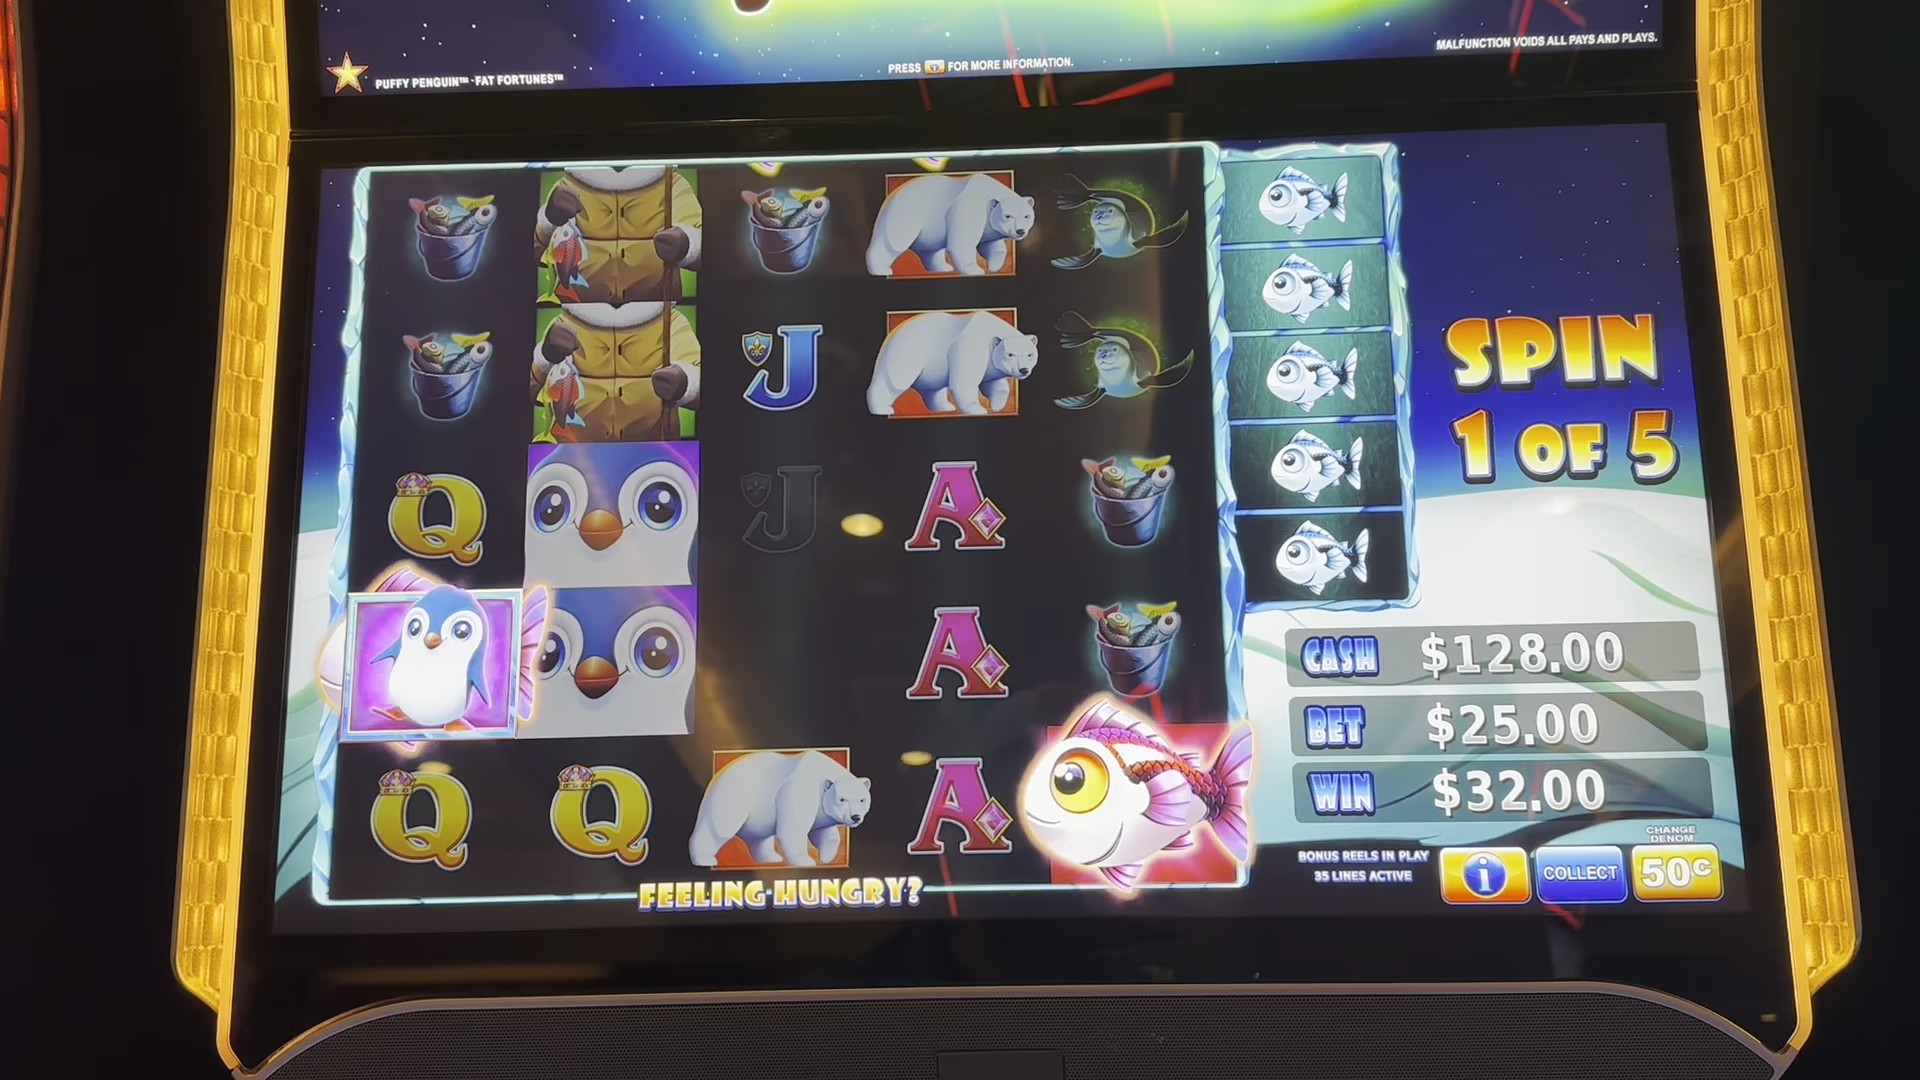 MALFUNCTION VOIDS ALL PAYS AND PLAYS.
PRESS i FOR MORE INFORMATION.
PUFFY PENGUIN™ - FAT FORTUNES™
J
SPIN
1 OF 5
Q
J
A
A
CASH $128.00
BET $25.00
WIN $32.00
Q Q A
FEELING HUNGRY?
BONUS REELS IN PLAY
35 LINES ACTIVE
i
COLLECT
CHANGE
DENOM
50¢